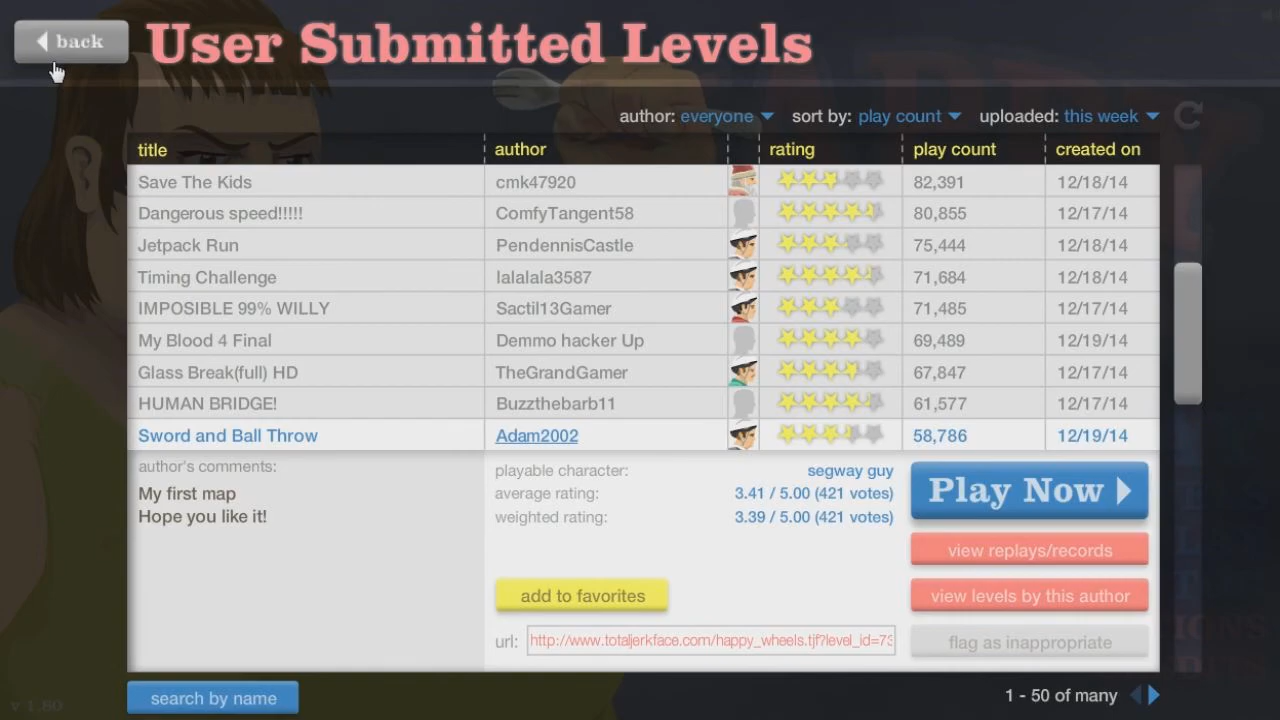 back
User Submitted Levels
author: everyone sort by: play count uploaded: this week
title author rating play count created on
Save The Kids cmk47920 82,391 12/18/14
Dangerous speed!!!!! ComfyTangent58 80,855 12/17/14
Jetpack Run PendennisCastle 75,444 12/18/14
Timing Challenge lalalala3587 71,684 12/18/14
IMPOSIBLE 99% WILLY Sactil13Gamer 71,485 12/17/14
My Blood 4 Final Demmo hacker Up 69,489 12/19/14
Glass Break(full) HD TheGrandGamer 67,847 12/17/14
HUMAN BRIDGE! Buzzthebarb11 61,577 12/17/14
Sword and Ball Throw Adam2002 58,786 12/19/14
author's comments:
My first map
Hope you like it!
playable character: segway guy
average rating: 3.41 / 5.00 (421 votes)
weighted rating: 3.39 / 5.00 (421 votes)
add to favorites
url: http://www.totaljerkface.com/happy_wheels.tjf?level_id=73
Play Now
view replays/records
view levels by this author
flag as inappropriate
search by name
1 - 50 of many
v 1.80